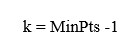 k = MinPts -1